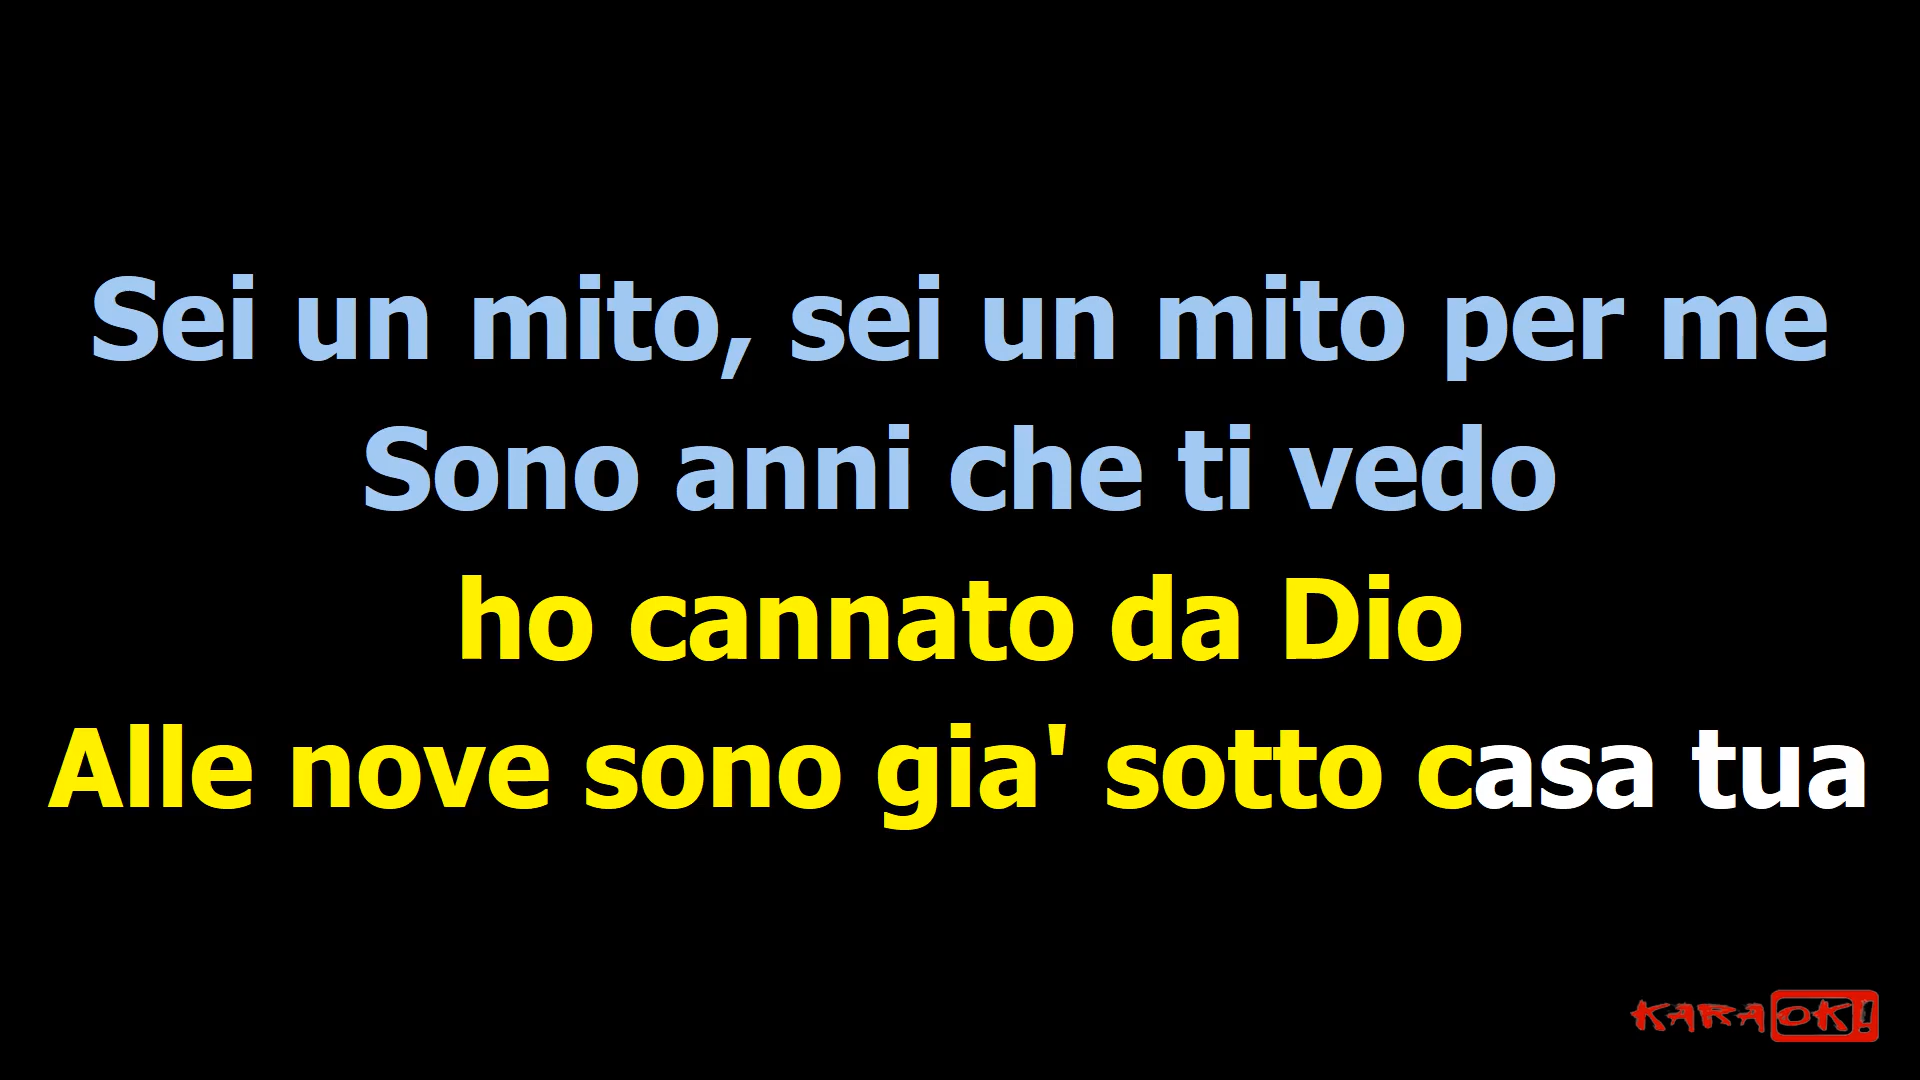 Sei un mito, sei un mito per me
Sono anni che ti vedo
ho cannato da Dio
Alle nove sono gia' sotto casa tua
KARAOK!